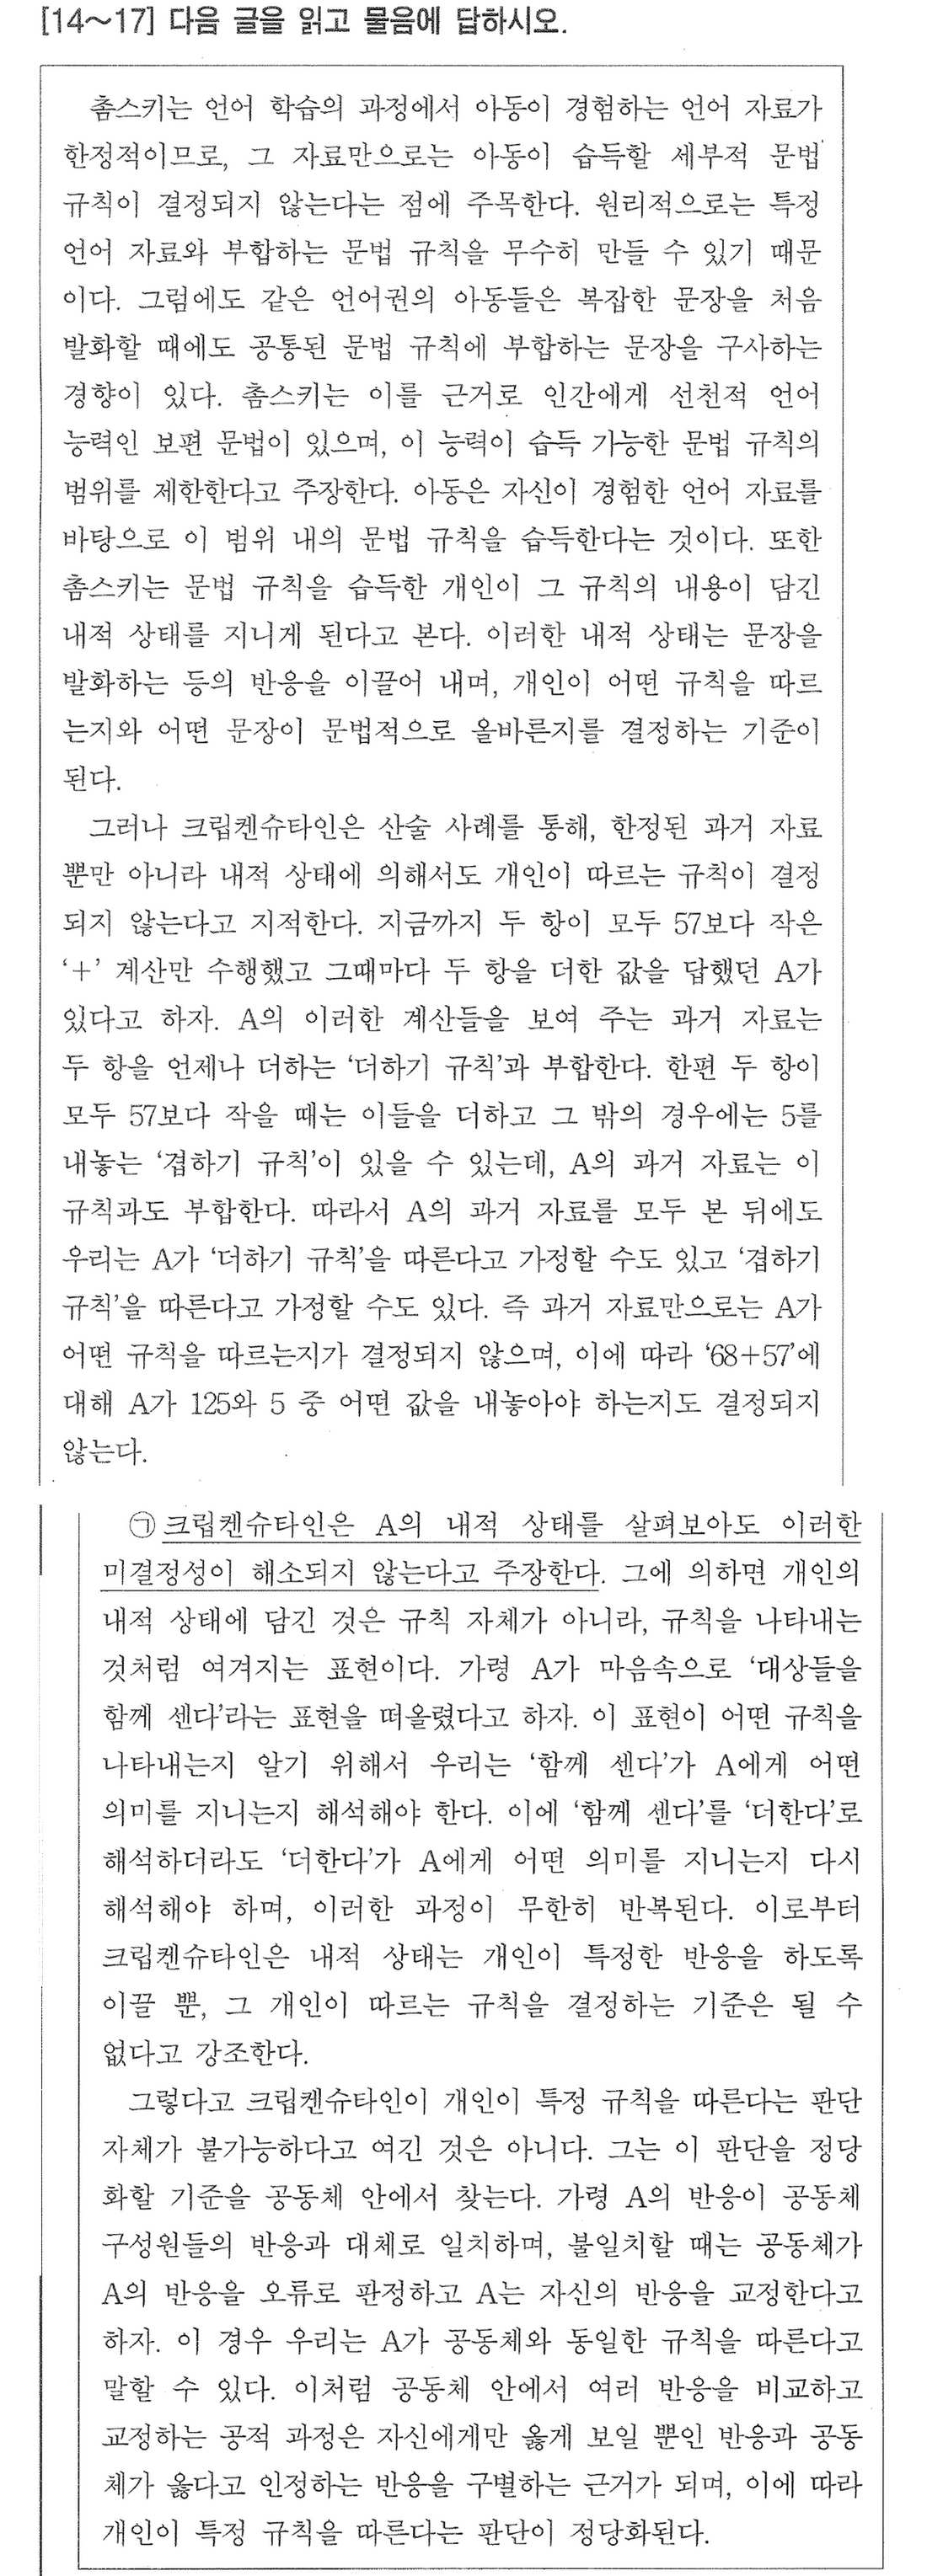 [14~17] 다음 글을 읽고 물음에 답하시오.
촘스키는 언어 학습의 과정에서 아동이 경험하는 언어 자료가
한정적이므로, 그 자료만으로는 아동이 습득할 세부적 문법
규칙이 결정되지 않는다는 점에 주목한다. 원리적으로는 특정
언어 자료와 부합하는 문법 규칙을 무수히 만들 수 있기 때문
이다. 그럼에도 같은 언어권의 아동들은 복잡한 문장을 처음
발화할 때에도 공통된 문법 규칙에 부합하는 문장을 구사하는
경향이 있다. 촘스키는 이를 근거로 인간에게 선천적 언어
능력인 보편 문법이 있으며, 이 능력이 습득 가능한 문법 규칙의
범위를 제한한다고 주장한다. 아동은 자신이 경험한 언어 자료를
바탕으로 이 범위 내의 문법 규칙을 습득한다는 것이다. 또한
촘스키는 문법 규칙을 습득한 개인이 그 규칙의 내용이 담긴
내적 상태를 지니게 된다고 본다. 이러한 내적 상태는 문장을
발화하는 등의 반응을 이끌어 내며, 개인이 어떤 규칙을 따르
는지와 어떤 문장이 문법적으로 올바른지를 결정하는 기준이
된다.
그러나 크립켄슈타인은 산술 사례를 통해, 한정된 과거 자료
뿐만 아니라 내적 상태에 의해서도 개인이 따르는 규칙이 결정
되지 않는다고 지적한다. 지금까지 두 항이 모두 57보다 작은
‘+’ 계산만 수행했고 그때마다 두 항을 더한 값을 답했던 A가
있다고 하자. A의 이러한 계산들을 보여 주는 과거 자료는
두 항을 언제나 더하는 ‘더하기 규칙’과 부합한다. 한편 두 항이
모두 57보다 작을 때는 이들을 더하고 그 밖의 경우에는 5를
내놓는 ‘겹하기 규칙’이 있을 수 있는데, A의 과거 자료는 이
규칙과도 부합한다. 따라서 A의 과거 자료를 모두 본 뒤에도
우리는 A가 ‘더하기 규칙’을 따른다고 가정할 수도 있고 ‘겹하기
규칙’을 따른다고 가정할 수도 있다. 즉 과거 자료만으로는 A가
어떤 규칙을 따르는지가 결정되지 않으며, 이에 따라 ‘68+57’에
대해 A가 125와 5 중 어떤 값을 내놓아야 하는지도 결정되지
않는다.
㉠ 크립켄슈타인은 A의 내적 상태를 살펴보아도 이러한
미결정성이 해소되지 않는다고 주장한다. 그에 의하면 개인의
내적 상태에 담긴 것은 규칙 자체가 아니라, 규칙을 나타내는
것처럼 여겨지는 표현이다. 가령 A가 마음속으로 ‘대상들을
함께 센다’라는 표현을 떠올렸다고 하자. 이 표현이 어떤 규칙을
나타내는지 알기 위해서 우리는 ‘함께 센다’가 A에게 어떤
의미를 지니는지 해석해야 한다. 이에 ‘함께 센다’를 ‘더한다’로
해석하더라도 ‘더한다’가 A에게 어떤 의미를 지니는지 다시
해석해야 하며, 이러한 과정이 무한히 반복된다. 이로부터
크립켄슈타인은 내적 상태는 개인이 특정한 반응을 하도록
이끌 뿐, 그 개인이 따르는 규칙을 결정하는 기준은 될 수
없다고 강조한다.
그렇다고 크립켄슈타인이 개인이 특정 규칙을 따른다는 판단
자체가 불가능하다고 여긴 것은 아니다. 그는 이 판단을 정당
화할 기준을 공동체 안에서 찾는다. 가령 A의 반응이 공동체
구성원들의 반응과 대체로 일치하며, 불일치할 때는 공동체가
A의 반응을 오류로 판정하고 A는 자신의 반응을 교정한다고
하자. 이 경우 우리는 A가 공동체와 동일한 규칙을 따른다고
말할 수 있다. 이처럼 공동체 안에서 여러 반응을 비교하고
교정하는 공적 과정은 자신에게만 옳게 보일 뿐인 반응과 공동
체가 옳다고 인정하는 반응을 구별하는 근거가 되며, 이에 따라
개인이 특정 규칙을 따른다는 판단이 정당화된다.